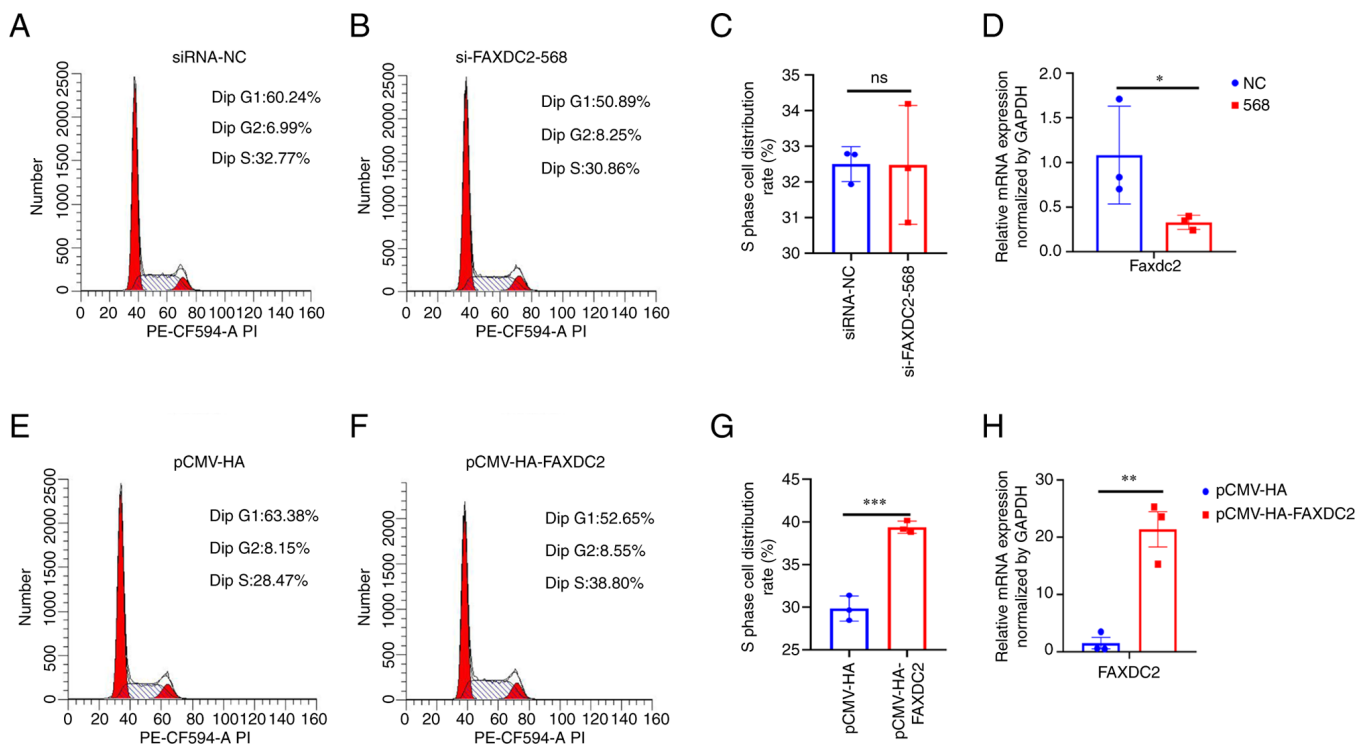 A
siRNA-NC
Dip G1:60.24%
Dip G2:6.99%
Dip S:32.77%
Number
0 500 1000 1500 2000 2500
0 20 40 60 80 100 120 140 160
PE-CF594-A PI
B
si-FAXDC2-568
Dip G1:50.89%
Dip G2:8.25%
Dip S:30.86%
Number
0 500 1000 1500 2000 2500
0 20 40 60 80 100 120 140 160
PE-CF594-A PI
C
S phase cell distribution
rate (%)
35
34
33
32
31
30
ns
siRNA-NC
si-FAXDC2-568
D
Relative mRNA expression
normalized by GAPDH
2.0
1.5
1.0
0.5
0.0
*
Faxdc2
NC
568
E
pCMV-HA
Dip G1:63.38%
Dip G2:8.15%
Dip S:28.47%
Number
0 500 1000 1500 2000 2500
0 20 40 60 80 100 120 140 160
PE-CF594-A PI
F
pCMV-HA-FAXDC2
Dip G1:52.65%
Dip G2:8.55%
Dip S:38.80%
Number
0 500 1000 1500 2000
0 20 40 60 80 100 120 140 160
PE-CF594-A PI
G
S phase cell distribution
rate (%)
45
40
35
30
25
***
pCMV-HA
pCMV-HA-
FAXDC2
H
Relative mRNA expression
normalized by GAPDH
30
20
10
0
**
FAXDC2
pCMV-HA
pCMV-HA-FAXDC2